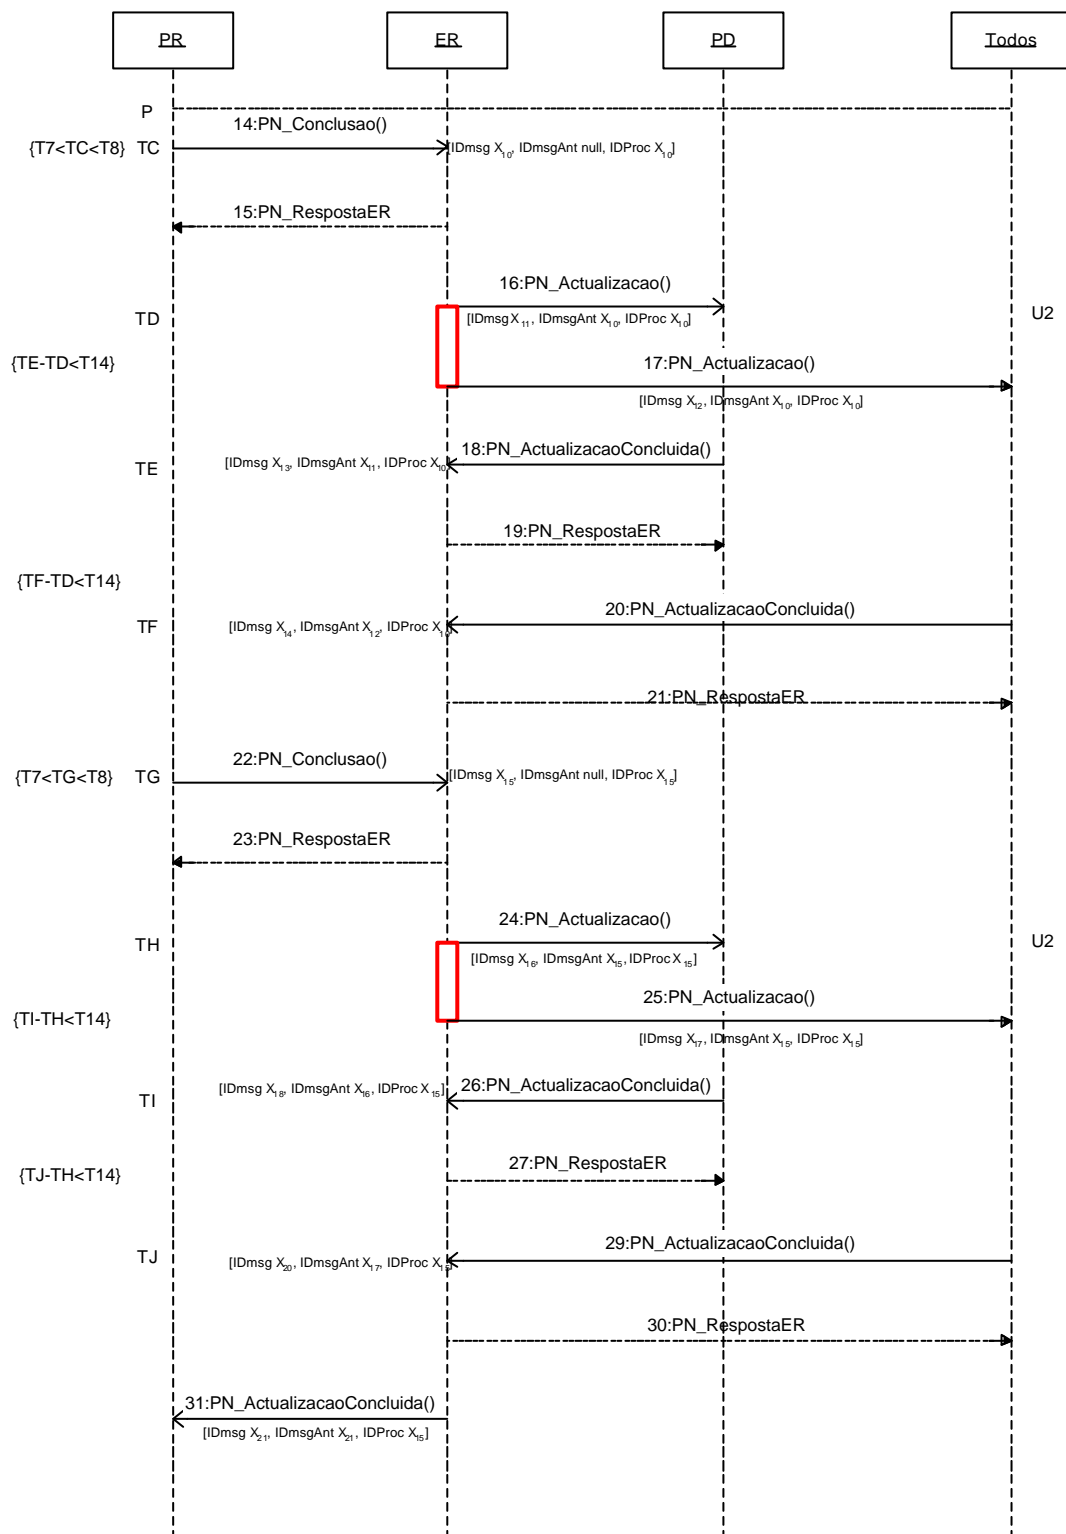 PR ER PD Todos
P
14:PN_Conclusao()
{T7<TC<T8} TC [IDmsg X10, IDmsgAnt null, IDProc X10]
15:PN_RespostaER
16:PN_Actualizacao()
TD [IDmsg X11, IDmsgAnt X10, IDProc X10] U2
{TE-TD<T14} 17:PN_Actualizacao()
[IDmsg X12, IDmsgAnt X10, IDProc X10]
18:PN_ActualizacaoConcluida()
TE [IDmsg X13, IDmsgAnt X11, IDProc X10]
19:PN_RespostaER
{TF-TD<T14}
20:PN_ActualizacaoConcluida()
TF [IDmsg X14, IDmsgAnt X12, IDProc X10]
21:PN_RespostaER
22:PN_Conclusao()
{T7<TG<T8} TG [IDmsg X15, IDmsgAnt null, IDProc X15]
23:PN_RespostaER
24:PN_Actualizacao()
TH [IDmsg X16, IDmsgAnt X15, IDProc X15] U2
25:PN_Actualizacao()
{TI-TH<T14} [IDmsg X17, IDmsgAnt X15, IDProc X15]
26:PN_ActualizacaoConcluida()
TI [IDmsg X18, IDmsgAnt X16, IDProc X15]
27:PN_RespostaER
{TJ-TH<T14}
29:PN_ActualizacaoConcluida()
TJ [IDmsg X20, IDmsgAnt X17, IDProc X15]
30:PN_RespostaER
31:PN_ActualizacaoConcluida()
[IDmsg X21, IDmsgAnt X21, IDProc X15]